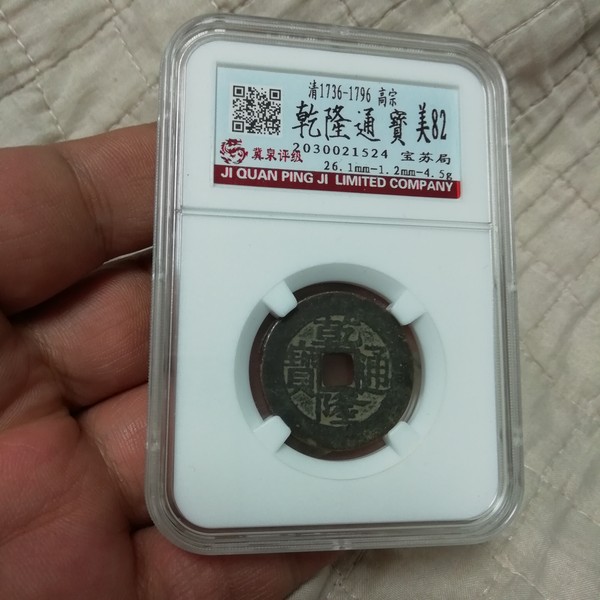 清1736-1796 高宗
乾隆通寶 美82
2030021524 宝苏局
冀泉评级
26.1mm-1.2mm-4.5g
JI QUAN PING JI LIMITED COMPANY
乾隆通寶